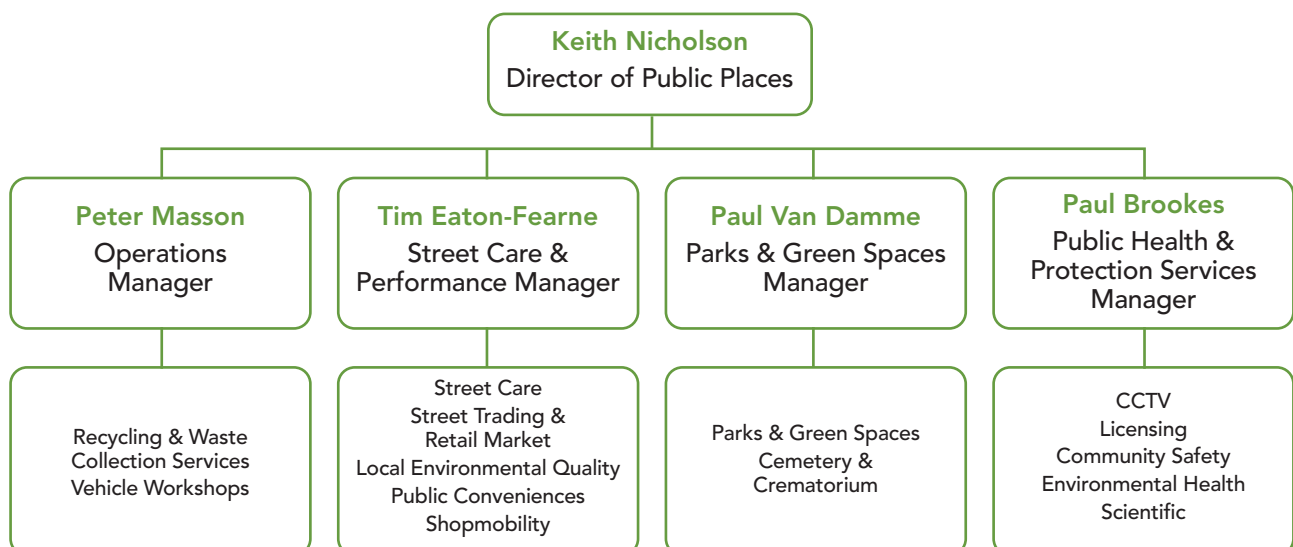 Keith Nicholson
Director of Public Places
Peter Masson
Operations
Manager
Tim Eaton-Fearne
Street Care &
Performance Manager
Paul Van Damme
Parks & Green Spaces
Manager
Paul Brookes
Public Health &
Protection Services
Manager
Recycling & Waste
Collection Services
Vehicle Workshops
Street Care
Street Trading &
Retail Market
Local Environmental Quality
Public Conveniences
Shopmobility
Parks & Green Spaces
Cemetery &
Crematorium
CCTV
Licensing
Community Safety
Environmental Health
Scientific